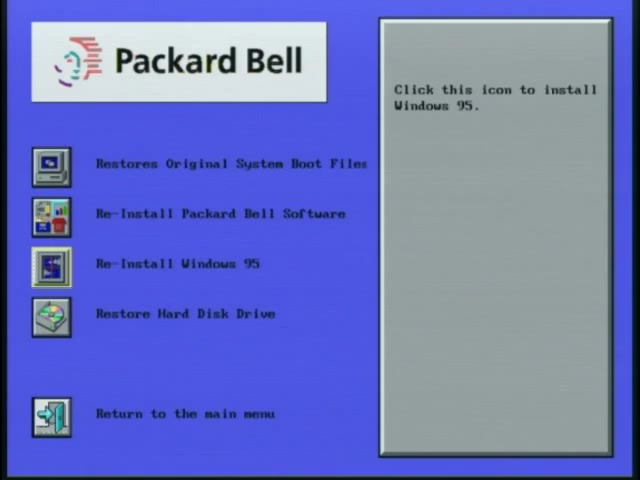 Packard Bell
Click this icon to install
Windows 95.
Restores Original System Boot Files
Re-Install Packard Bell Software
Re-Install Windows 95
Restore Hard Disk Drive
Return to the main menu